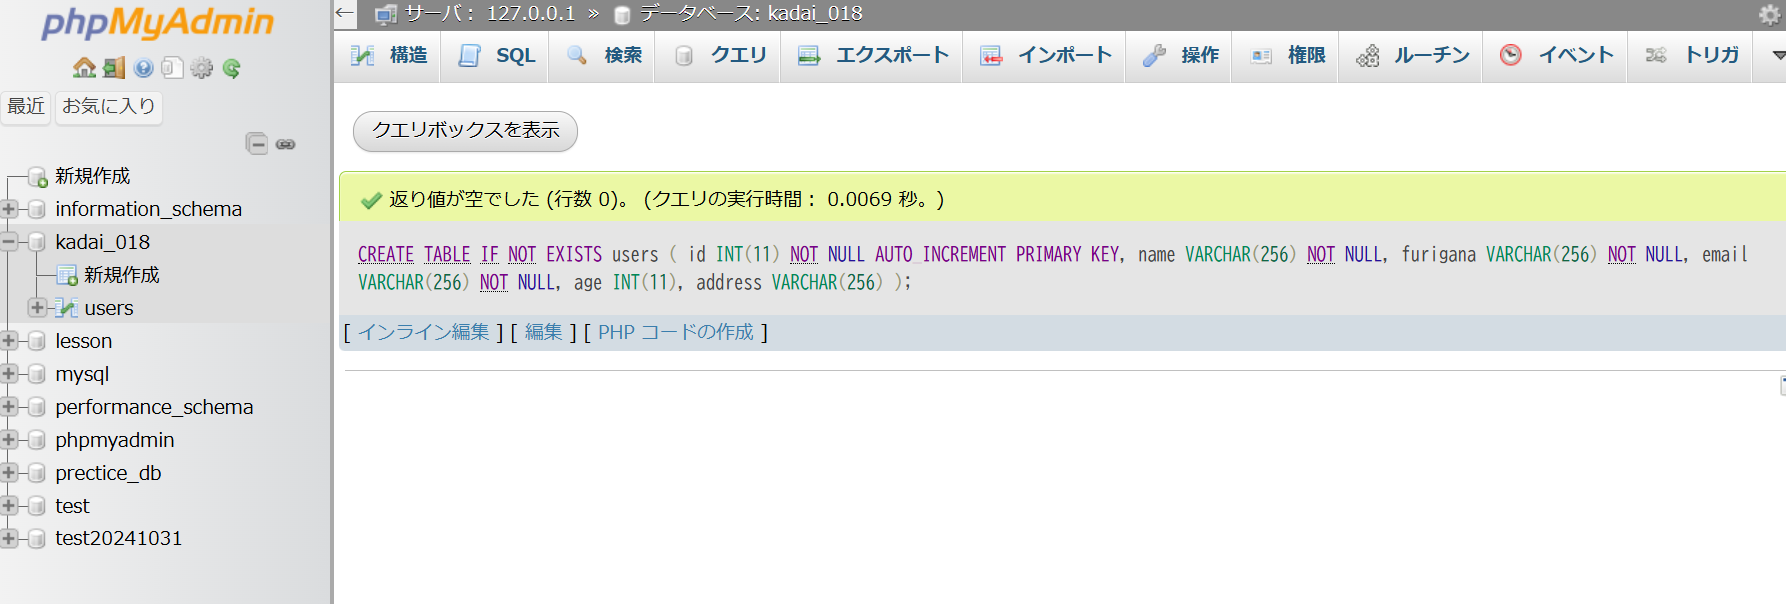 phpMyAdmin
最近 お気に入り
新規作成
information_schema
kadai_018
新規作成
users
lesson
mysql
performance_schema
phpmyadmin
prectice_db
test
test20241031
← サーバ: 127.0.0.1 » データベース: kadai_018
構造 SQL 検索 クエリ エクスポート インポート 操作 権限 ルーチン イベント トリガ
クエリボックスを表示
返り値が空でした (行数 0)。 (クエリの実行時間: 0.0069 秒。)
CREATE TABLE IF NOT EXISTS users ( id INT(11) NOT NULL AUTO_INCREMENT PRIMARY KEY, name VARCHAR(256) NOT NULL, furigana VARCHAR(256) NOT NULL, email
VARCHAR(256) NOT NULL, age INT(11), address VARCHAR(256) );
[ インライン編集 ] [ 編集 ] [ PHP コードの作成 ]